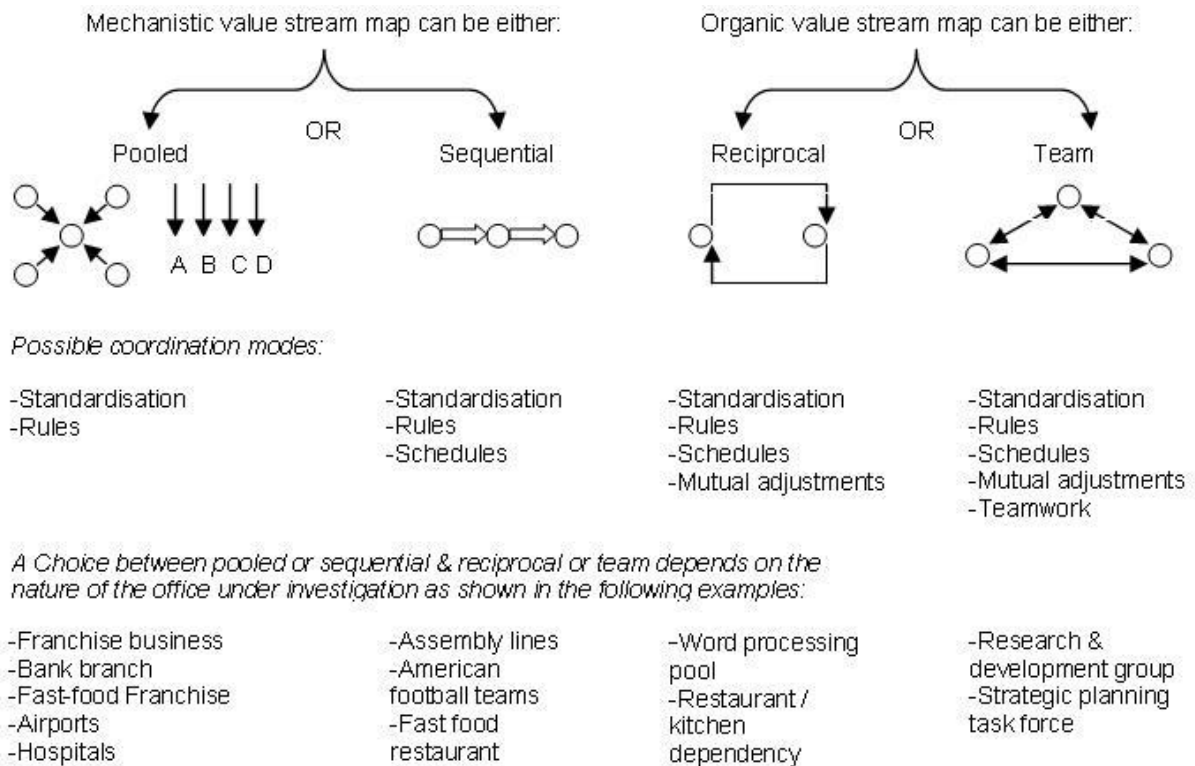 Mechanistic value stream map can be either:
Organic value stream map can be either:
OR
OR
Pooled
Sequential
Reciprocal
Team
A B C D
Possible coordination modes:
-Standardisation
-Rules
-Standardisation
-Rules
-Schedules
-Standardisation
-Rules
-Schedules
-Mutual adjustments
-Standardisation
-Rules
-Schedules
-Mutual adjustments
-Teamwork
A Choice between pooled or sequential & reciprocal or team depends on the
nature of the office under investigation as shown in the following examples:
-Franchise business
-Bank branch
-Fast-food Franchise
-Airports
-Hospitals
-Assembly lines
-American
football teams
-Fast food
restaurant
-Word processing
pool
-Restaurant /
kitchen
dependency
-Research &
development group
-Strategic planning
task force